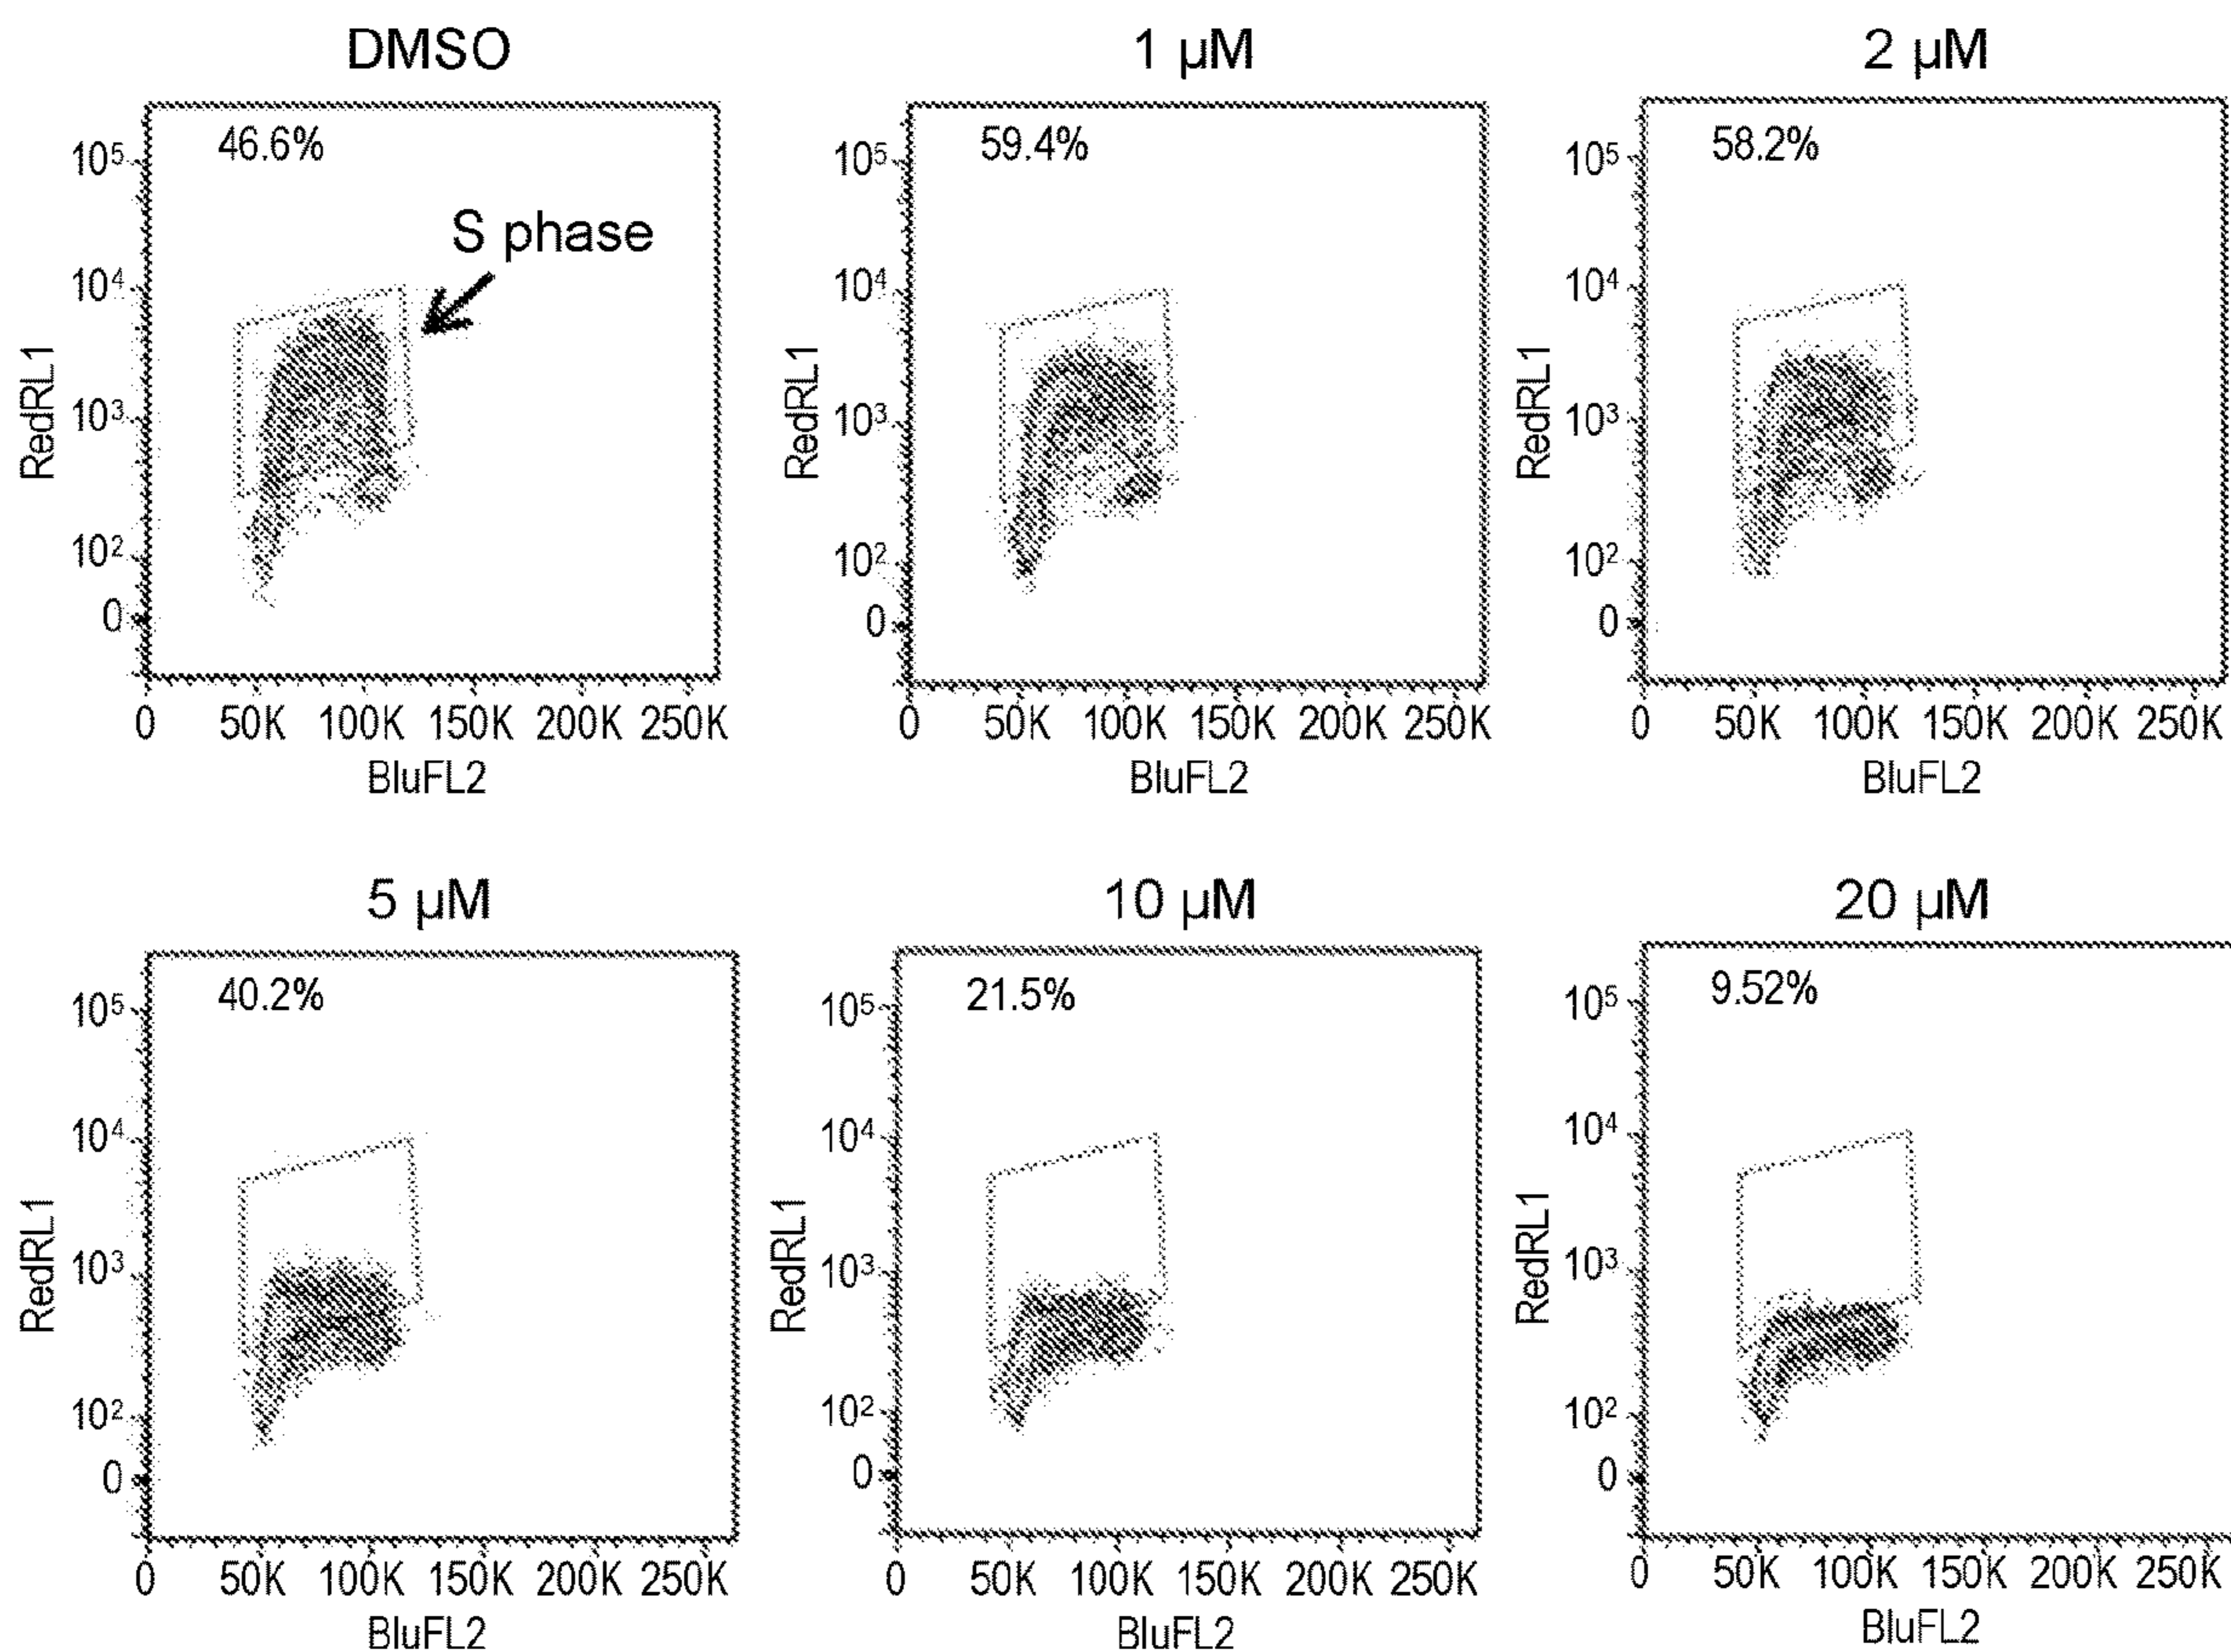 DMSO
46.6%
S phase
10⁵
10⁴
10³
10²
0
RedRL1
0 50K 100K 150K 200K 250K
BluFL2
1 µM
59.4%
10⁵
10⁴
10³
10²
0
RedRL1
0 50K 100K 150K 200K 250K
BluFL2
2 µM
58.2%
10⁵
10⁴
10³
10²
0
RedRL1
0 50K 100K 150K 200K 250K
BluFL2
5 µM
40.2%
10⁵
10⁴
10³
10²
0
RedRL1
0 50K 100K 150K 200K 250K
BluFL2
10 µM
21.5%
10⁵
10⁴
10³
10²
0
RedRL1
0 50K 100K 150K 200K 250K
BluFL2
20 µM
9.52%
10⁵
10⁴
10³
10²
0
RedRL1
0 50K 100K 150K 200K 250K
BluFL2